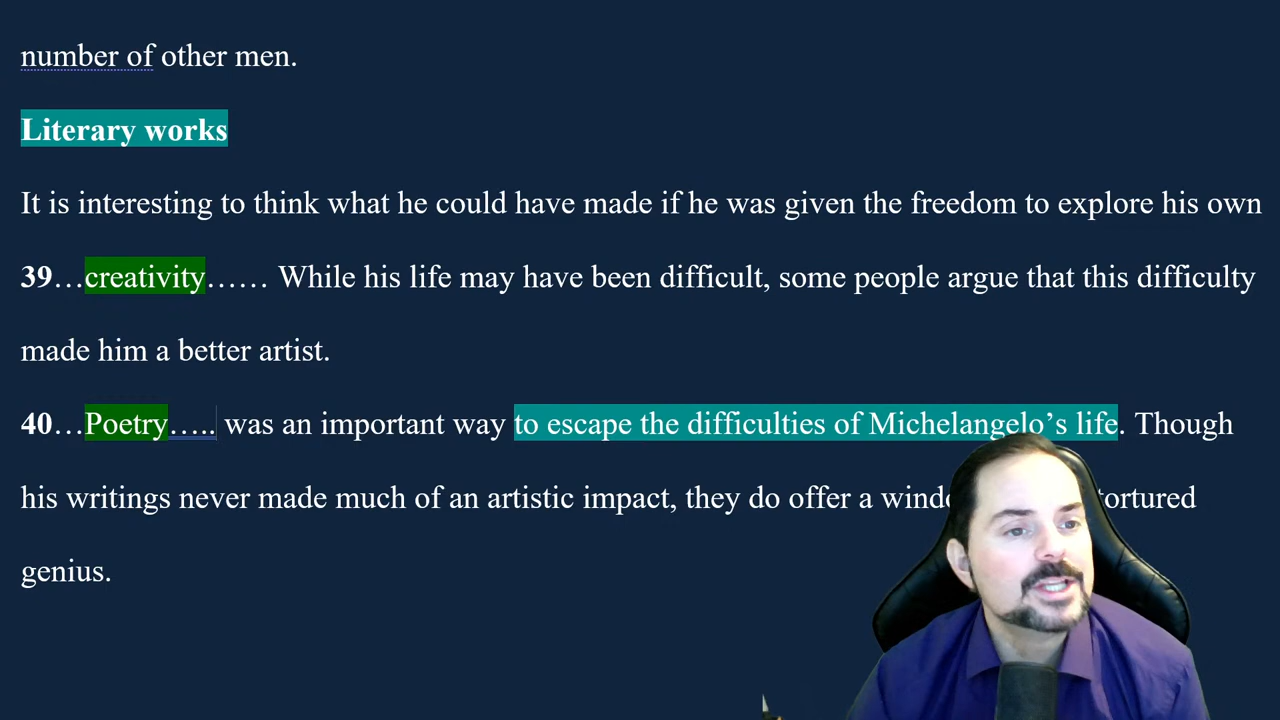 number of other men.
Literary works
It is interesting to think what he could have made if he was given the freedom to explore his own
39…creativity…… While his life may have been difficult, some people argue that this difficulty
made him a better artist.
40…Poetry….. was an important way to escape the difficulties of Michelangelo’s life. Though
his writings never made much of an artistic impact, they do offer a tortured
genius.